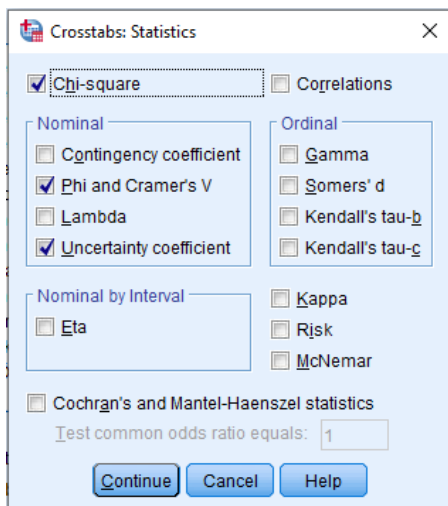 Crosstabs: Statistics
Chi-square
Correlations
Nominal
Contingency coefficient
Phi and Cramer's V
Lambda
Uncertainty coefficient
Ordinal
Gamma
Somers' d
Kendall's tau-b
Kendall's tau-c
Nominal by Interval
Eta
Kappa
Risk
McNemar
Cochran's and Mantel-Haenszel statistics
Test common odds ratio equals: 1
Continue Cancel Help